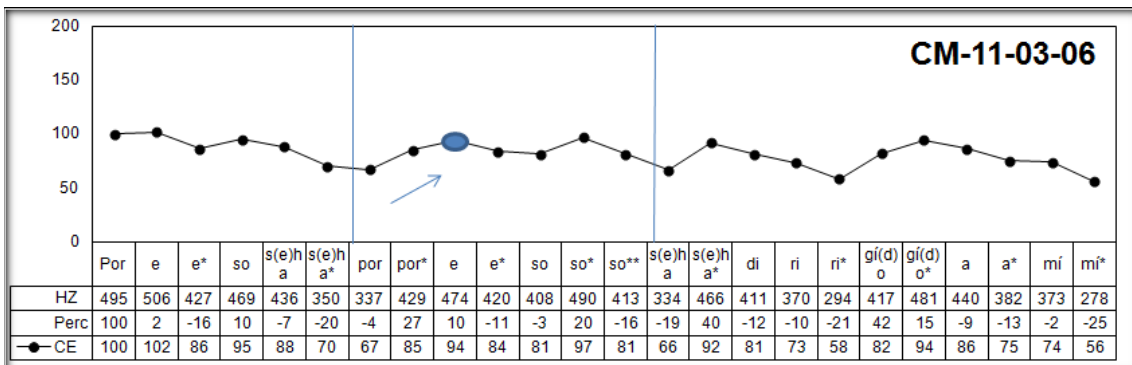 200
CM-11-03-06
150
100
50
0
Por e e* so s(e)ha s(e)ha* por por* e e* so so* so** s(e)ha s(e)ha* di ri ri* gí(d)o gí(d)o* a a* mí mí*
HZ 495 506 427 469 436 350 337 429 474 420 408 490 413 334 466 411 370 294 417 481 440 382 373 278
Perc 100 2 -16 10 -7 -20 -4 27 10 -11 -3 20 -16 -19 40 -12 -10 -21 42 15 -9 -13 -2 -25
CE 100 102 86 95 88 70 67 85 94 84 81 97 81 66 92 81 73 58 82 94 86 75 74 56